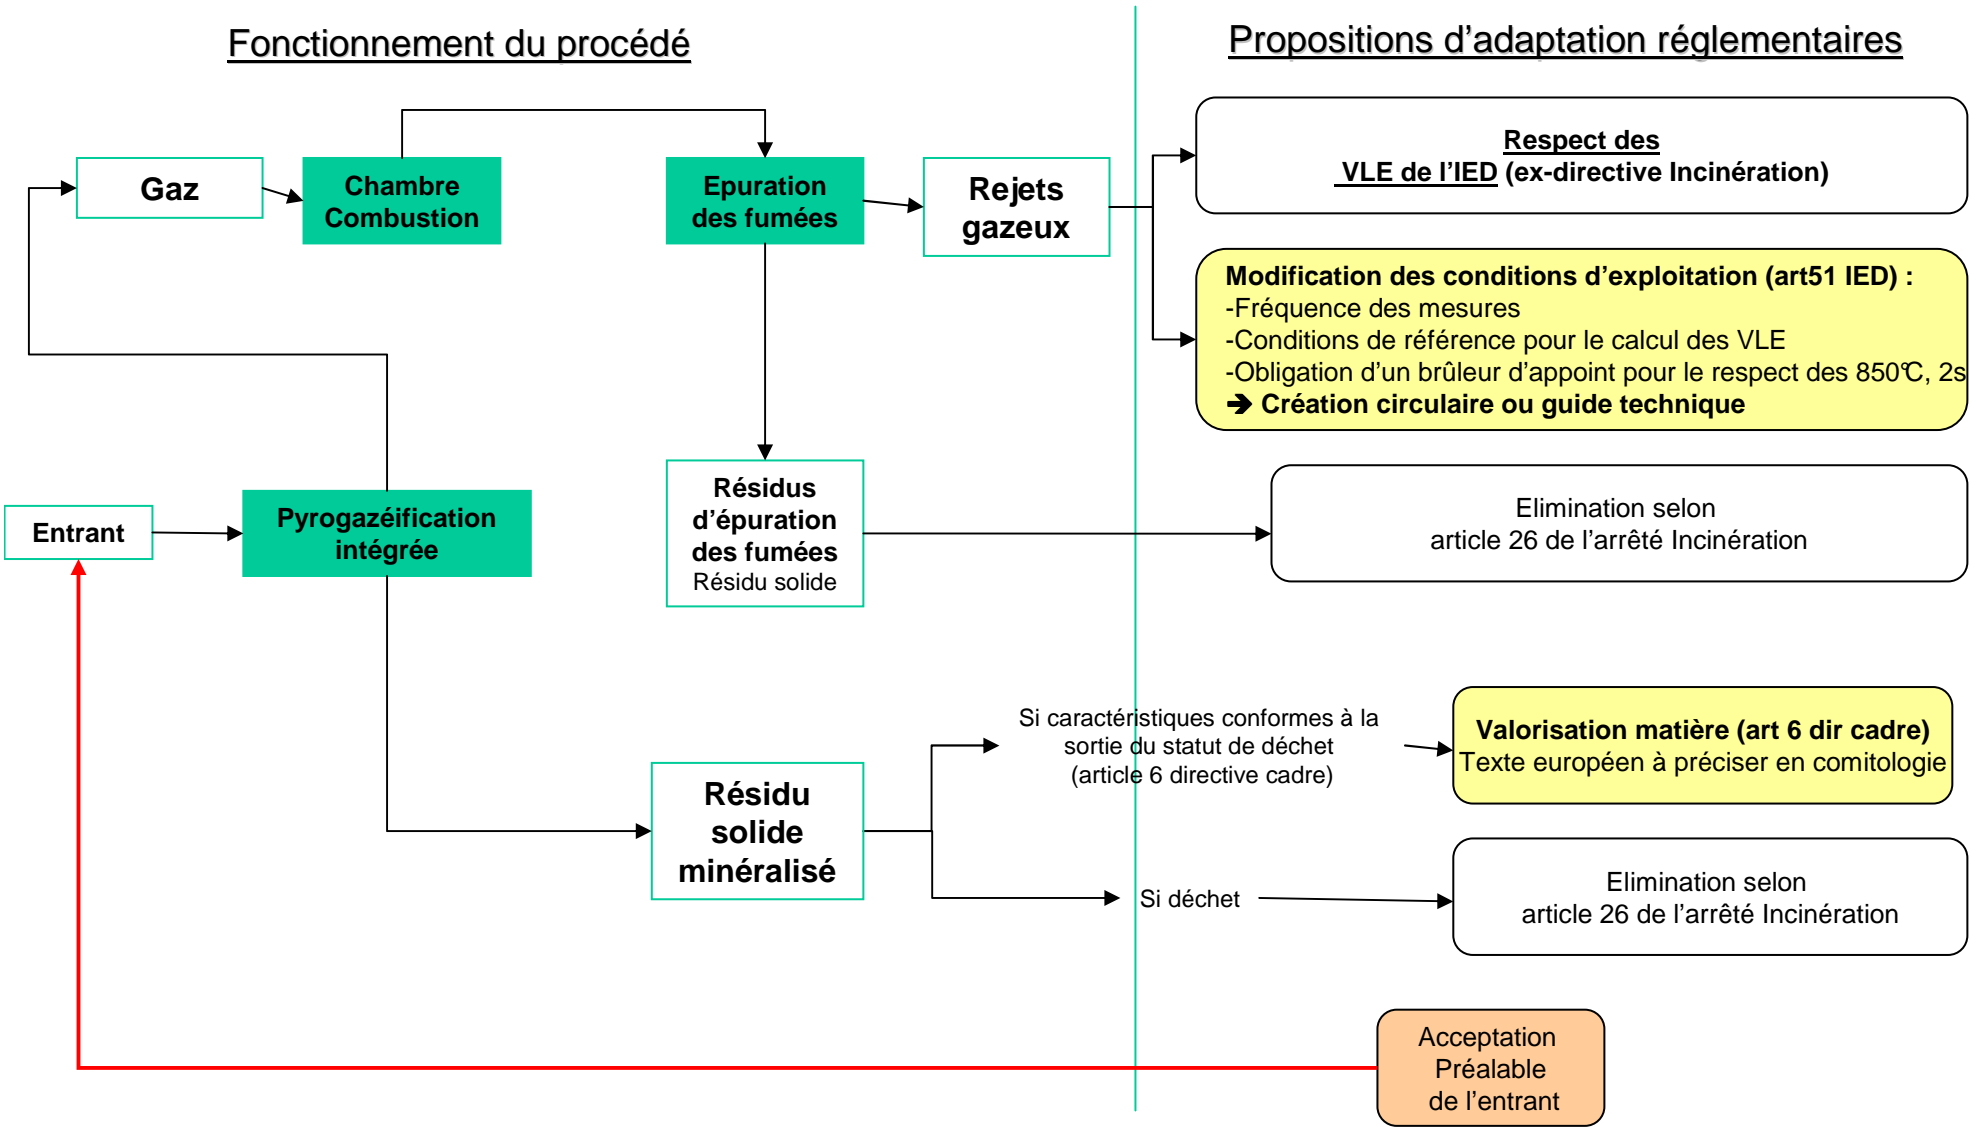 Fonctionnement du procédé
Propositions d'adaptation réglementaires
Gaz
Chambre
Combustion
Epuration
des fumées
Rejets
gazeux
Respect des
VLE de l'IED (ex-directive Incinération)
Modification des conditions d'exploitation (art51 IED) :
-Fréquence des mesures
-Conditions de référence pour le calcul des VLE
-Obligation d'un brûleur d'appoint pour le respect des 850°C, 2s
➔ Création circulaire ou guide technique
Entrant
Pyrogazéification
intégrée
Résidus
d'épuration
des fumées
Résidu solide
Elimination selon
article 26 de l'arrêté Incinération
Résidu
solide
minéralisé
Si caractéristiques conformes à la
sortie du statut de déchet
(article 6 directive cadre)
Valorisation matière (art 6 dir cadre)
Texte européen à préciser en comitologie
Si déchet
Elimination selon
article 26 de l'arrêté Incinération
Acceptation
Préalable
de l'entrant